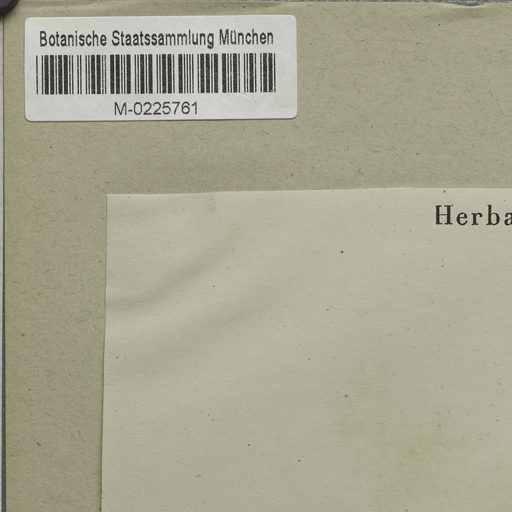 Botanische Staatssammlung München
M-0225761
Herba